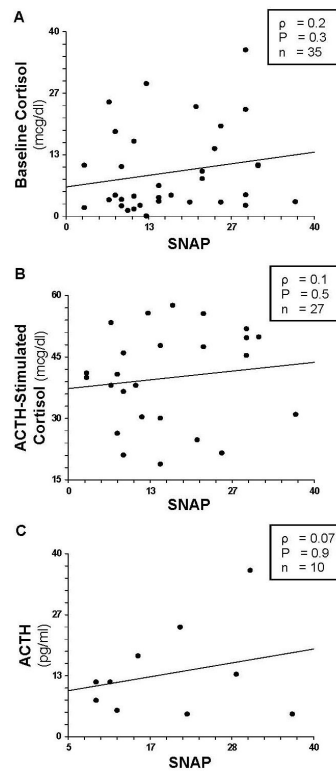 A
ρ = 0.2
P = 0.3
n = 35
Baseline Cortisol
(mcg/dl)
40
27
13
0
0 13 27 40
SNAP
B
ρ = 0.1
P = 0.5
n = 27
ACTH-Stimulated
Cortisol (mcg/dl)
60
45
30
15
0 13 27 40
SNAP
C
ρ = 0.07
P = 0.9
n = 10
ACTH
(pg/ml)
40
27
13
0
5 17 28 40
SNAP